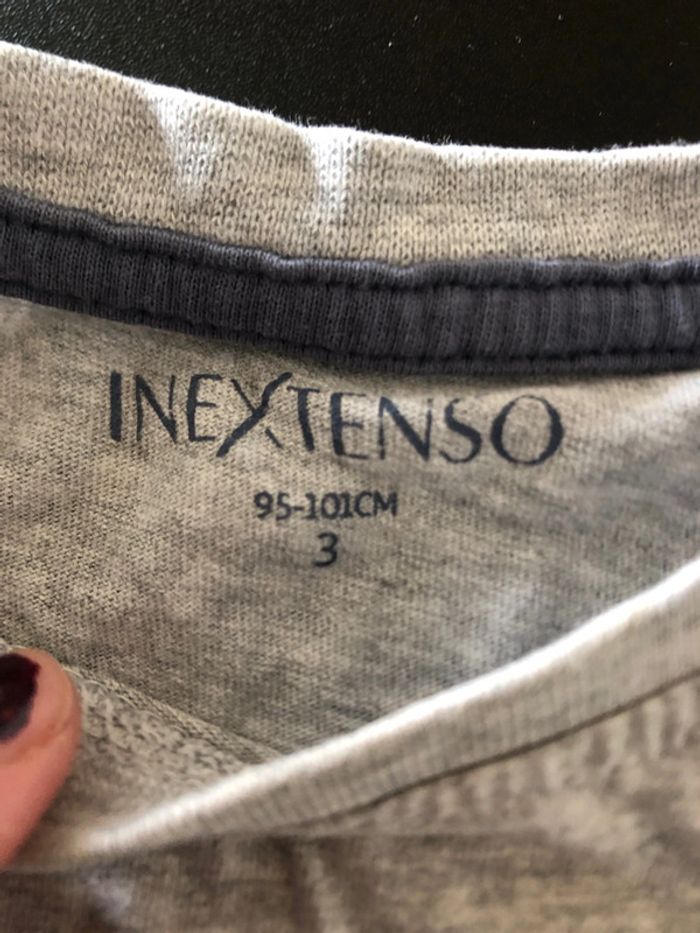 INEXTENSO
95-101CM
3